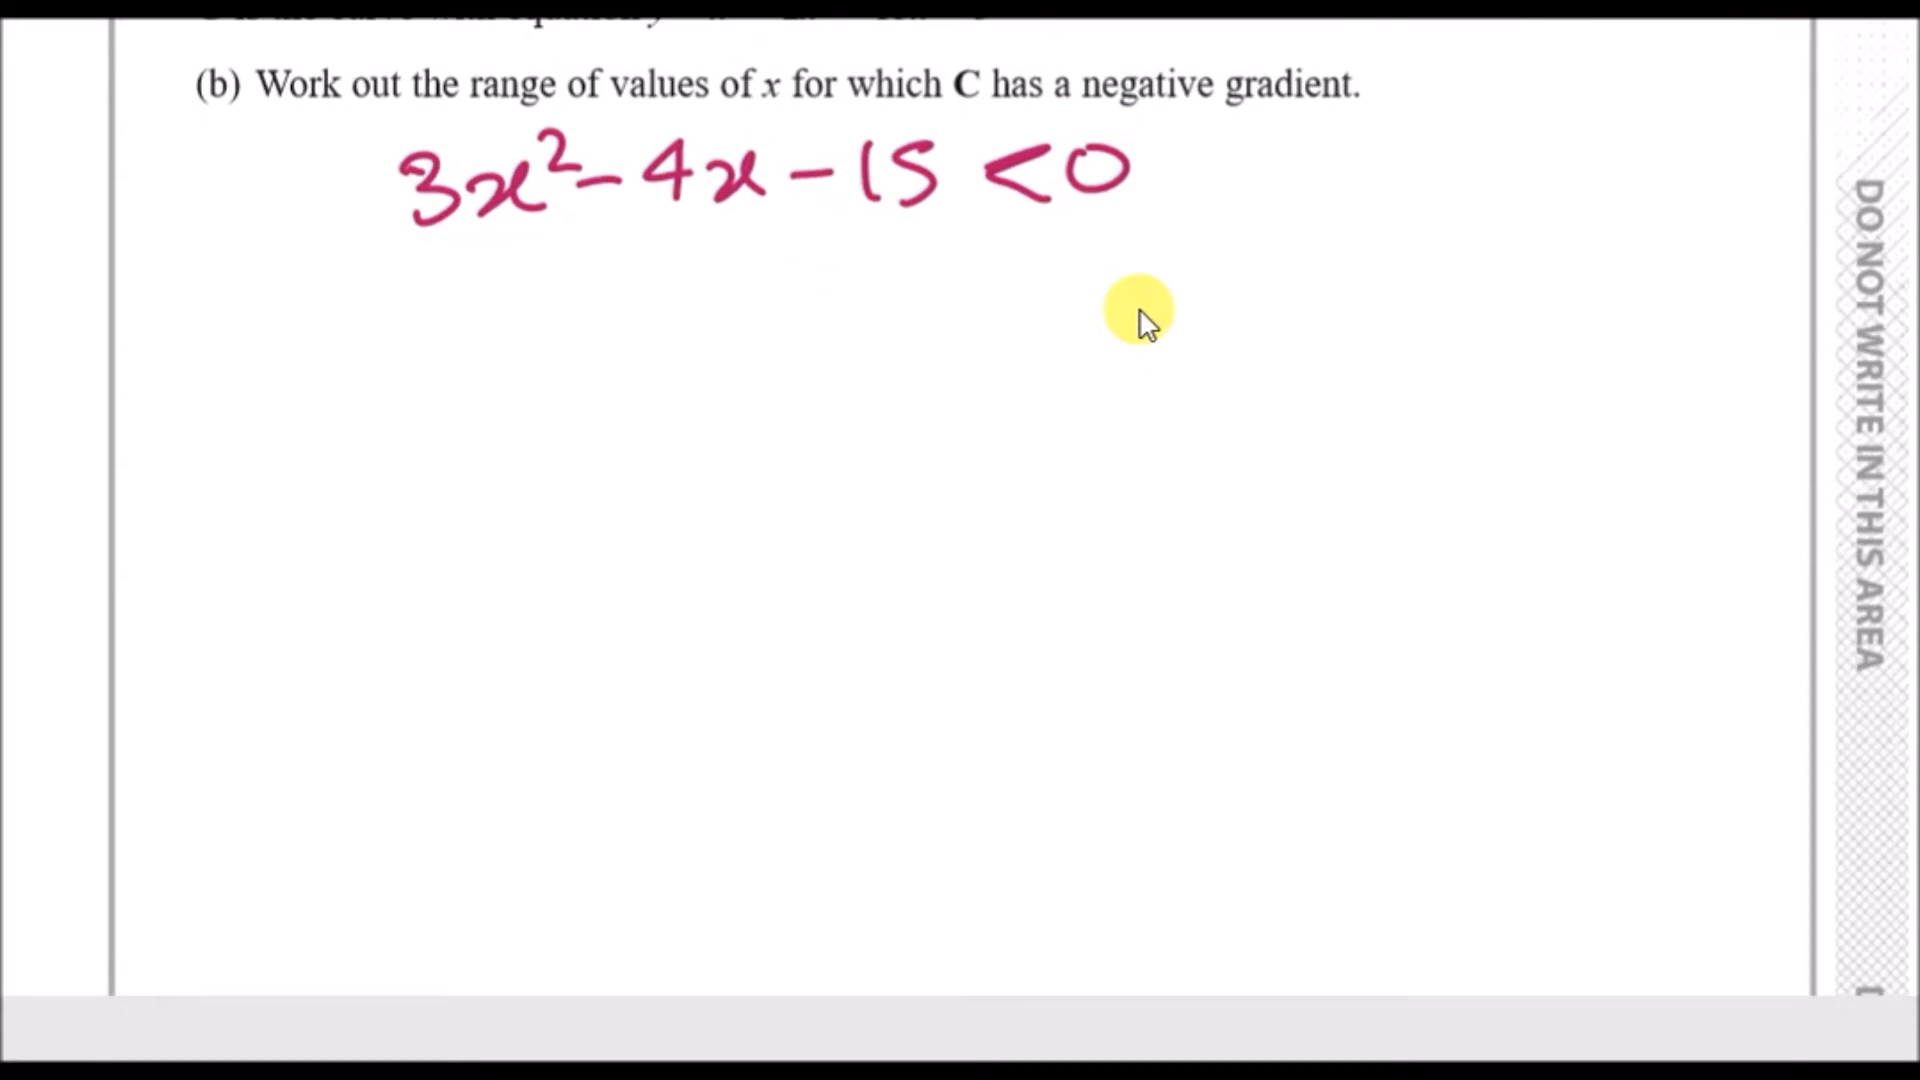 (b) Work out the range of values of x for which C has a negative gradient.
3x² - 4x - 15 < 0
DO NOT WRITE IN THIS AREA